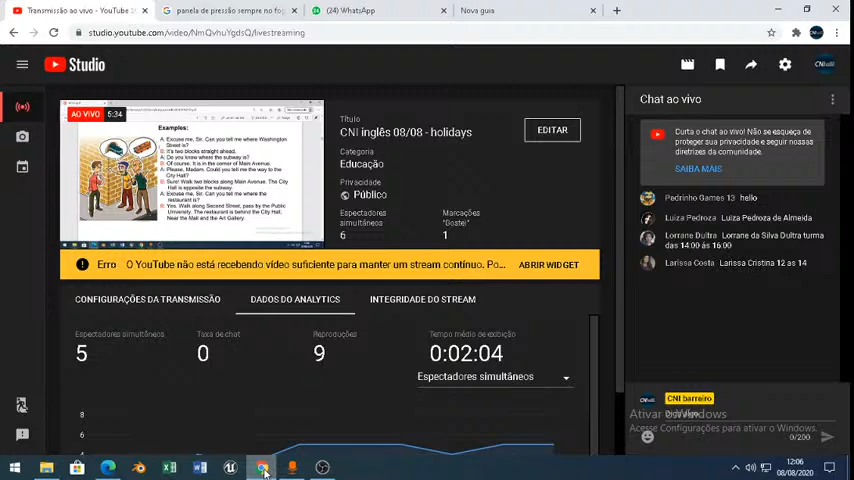 Transmissão ao vivo - YouTube S
panela de pressão sempre no fog
(24) WhatsApp
Nova guia
studio.youtube.com/video/NmQvhuYgdsQ/livestreaming
Studio
CNI
AO VIVO 5:34
Examples:
A: Excuse me, Sir. Can you tell me where Washington
Street is?
B: It's two blocks straight ahead.
A: Do you know where the subway is?
B: Of course. It is in the corner of Main Avenue.
A: Please, Madam. Could you tell me the way to the
City Hall?
B: Sure! Walk two blocks along Main Avenue. The City
Hall is opposite the subway.
A: Excuse me, Sir. Can you tell me where the
restaurant is?
B: Yes. Walk along Second Street, pass by the Public
University. The restaurant is behind the City Hall,
Near the Mall and the Art Gallery.
Título
CNI inglês 08/08 - holidays
EDITAR
Categoria
Educação
Privacidade
Público
Espectadores
simultâneos
6
Marcações
"Gostei"
1
Erro O YouTube não está recebendo vídeo suficiente para manter um stream contínuo. Po... ABRIR WIDGET
CONFIGURAÇÕES DA TRANSMISSÃO
DADOS DO ANALYTICS
INTEGRIDADE DO STREAM
Espectadores simultâneos
5
Taxa de chat
0
Reproduções
9
Tempo médio de exibição
0:02:04
Espectadores simultâneos
8
6
Chat ao vivo
Curta o chat ao vivo! Não se esqueça de
proteger sua privacidade e seguir nossas
diretrizes da comunidade.
SAIBA MAIS
Pedrinho Games 13 hello
Luiza Pedroza Luiza Pedroza de Almeida
Lorrane Dultra Lorrane da Silva Dultra turma
das 14:00 ás 16:00
Larissa Costa Larissa Cristina 12 as 14
CNI barreiro
Diga algo...
Ativar o Windows
Acesse Configurações para ativar o Windows.
0/200
12:06
08/08/2020